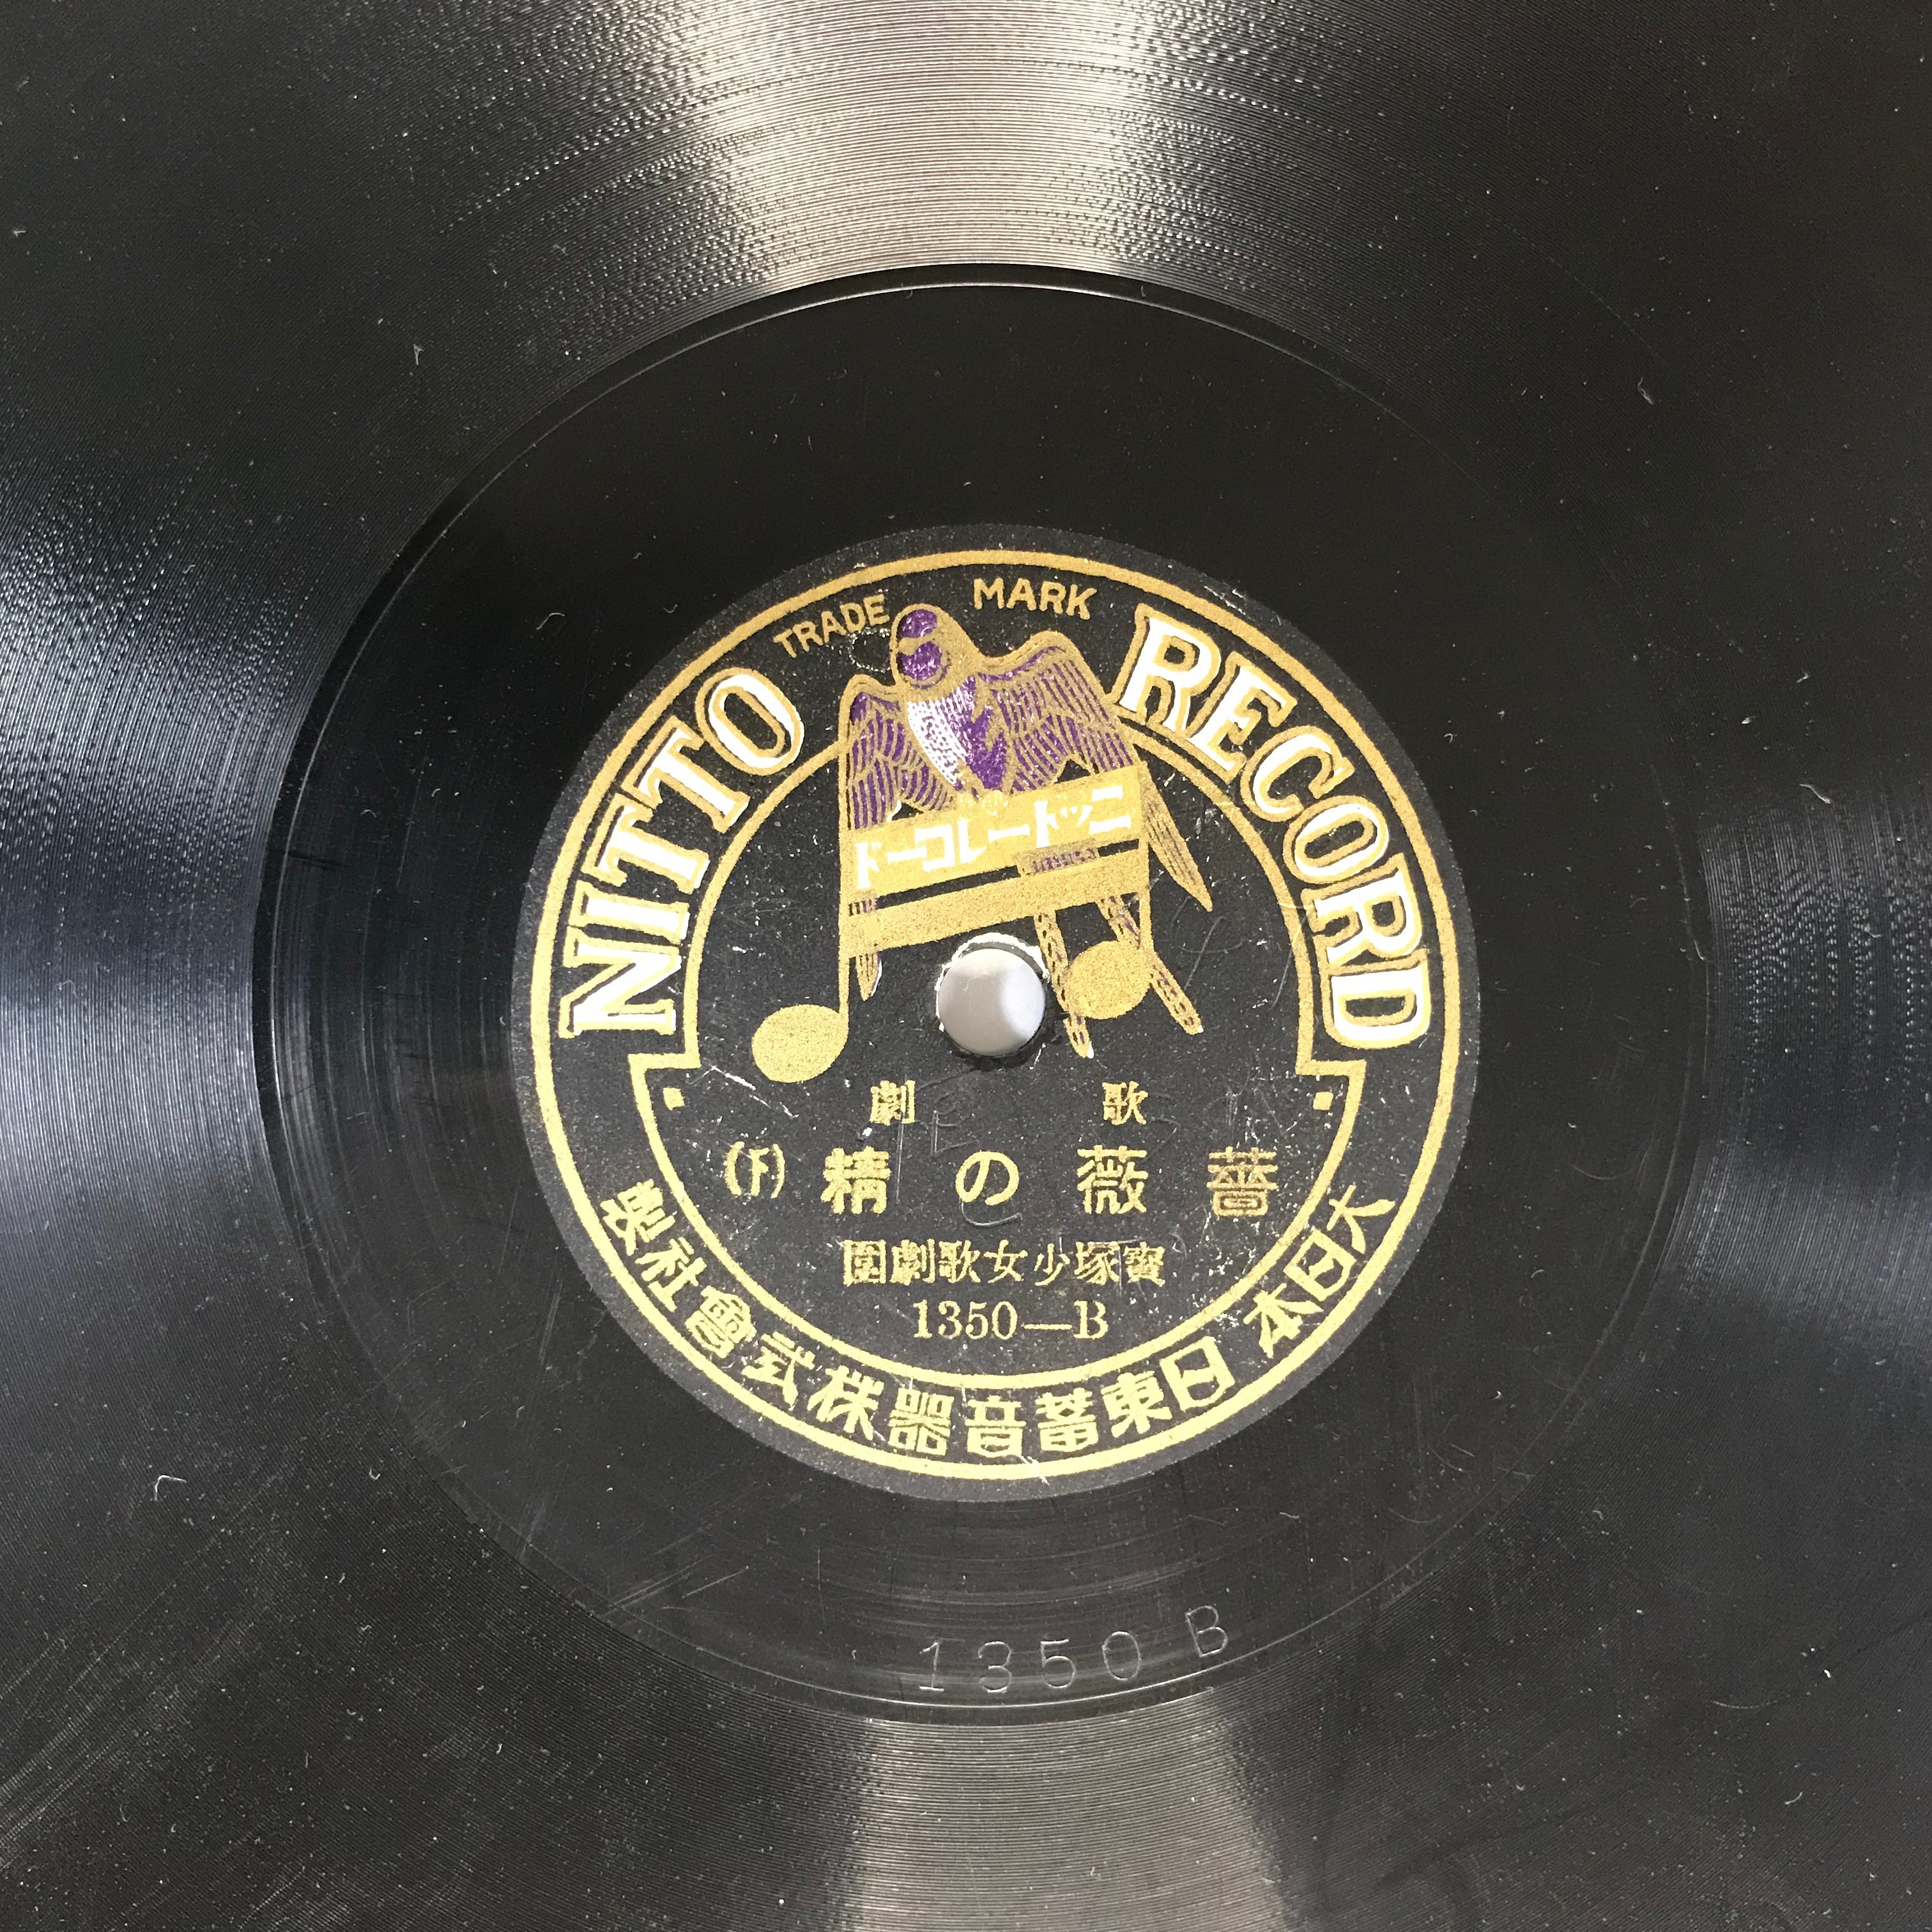 TRADE MARK
NITTO RECORD
ニットーレコード
歌劇
薔薇の精(下)
寶塚少女歌劇團
1350—B
大日本 日東蓄音器株式會社製
1350 B